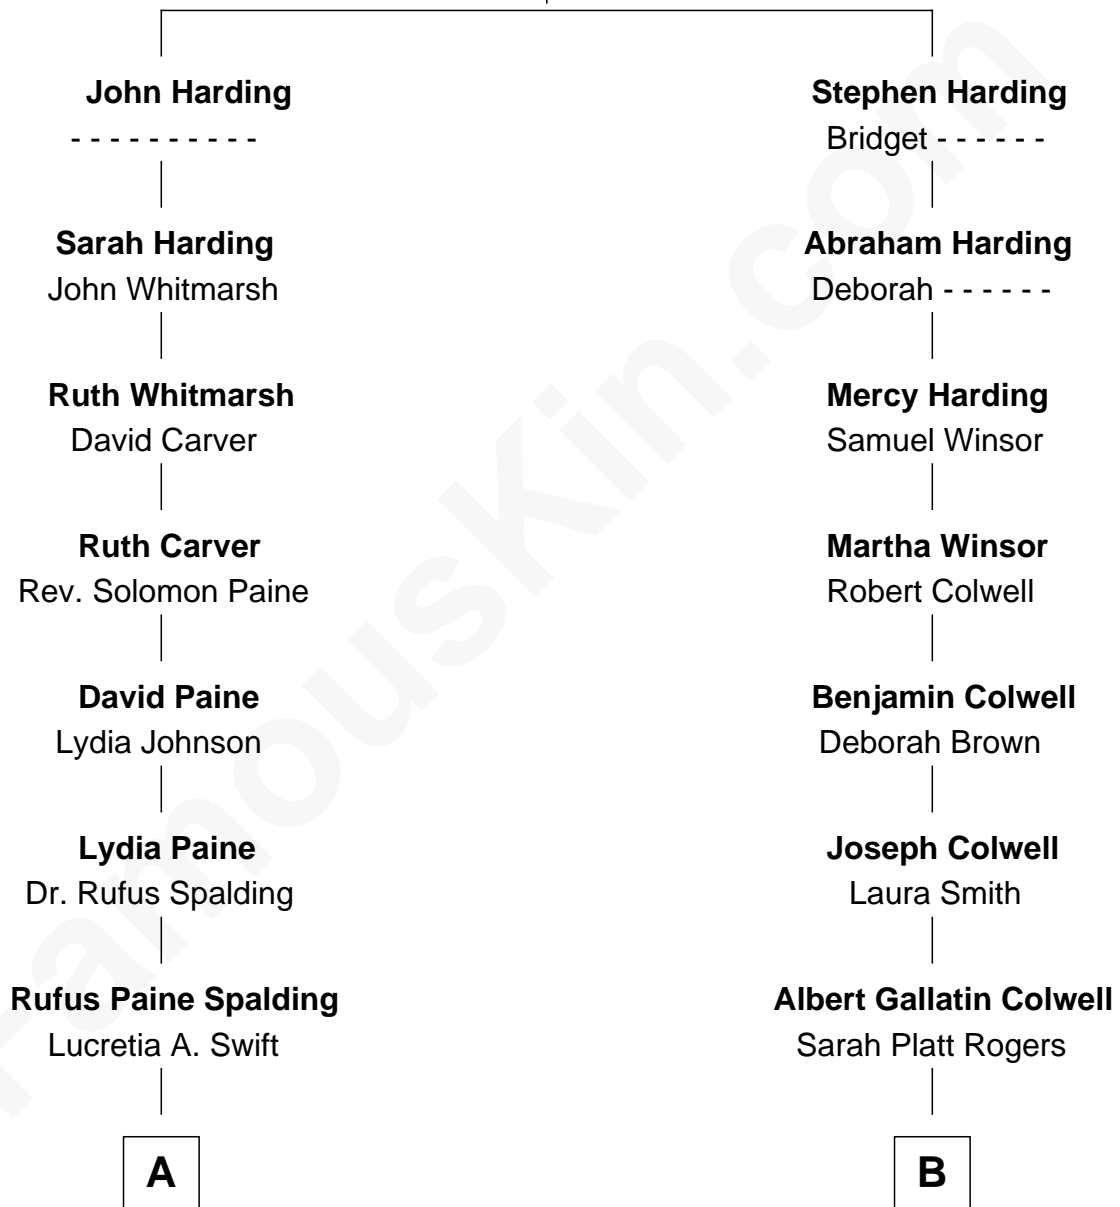 John Harding
- - - - - - - - - -
Sarah Harding
John Whitmarsh
Ruth Whitmarsh
David Carver
Ruth Carver
Rev. Solomon Paine
David Paine
Lydia Johnson
Lydia Paine
Dr. Rufus Spalding
Rufus Paine Spalding
Lucretia A. Swift
A
Stephen Harding
Bridget - - - - - -
Abraham Harding
Deborah - - - - - -
Mercy Harding
Samuel Winsor
Martha Winsor
Robert Colwell
Benjamin Colwell
Deborah Brown
Joseph Colwell
Laura Smith
Albert Gallatin Colwell
Sarah Platt Rogers
B
FamousKin.com